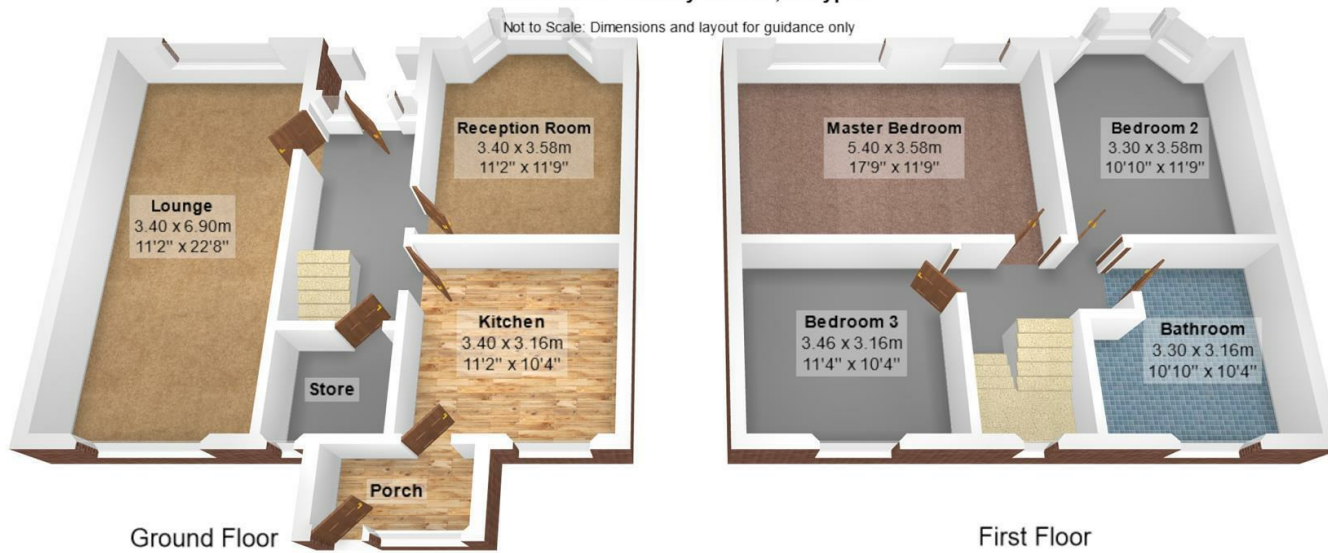 Not to Scale: Dimensions and layout for guidance only
Lounge
3.40 x 6.90m
11'2" x 22'8"
Reception Room
3.40 x 3.58m
11'2" x 11'9"
Kitchen
3.40 x 3.16m
11'2" x 10'4"
Store
Porch
Ground Floor
Master Bedroom
5.40 x 3.58m
17'9" x 11'9"
Bedroom 2
3.30 x 3.58m
10'10" x 11'9"
Bedroom 3
3.46 x 3.16m
11'4" x 10'4"
Bathroom
3.30 x 3.16m
10'10" x 10'4"
First Floor